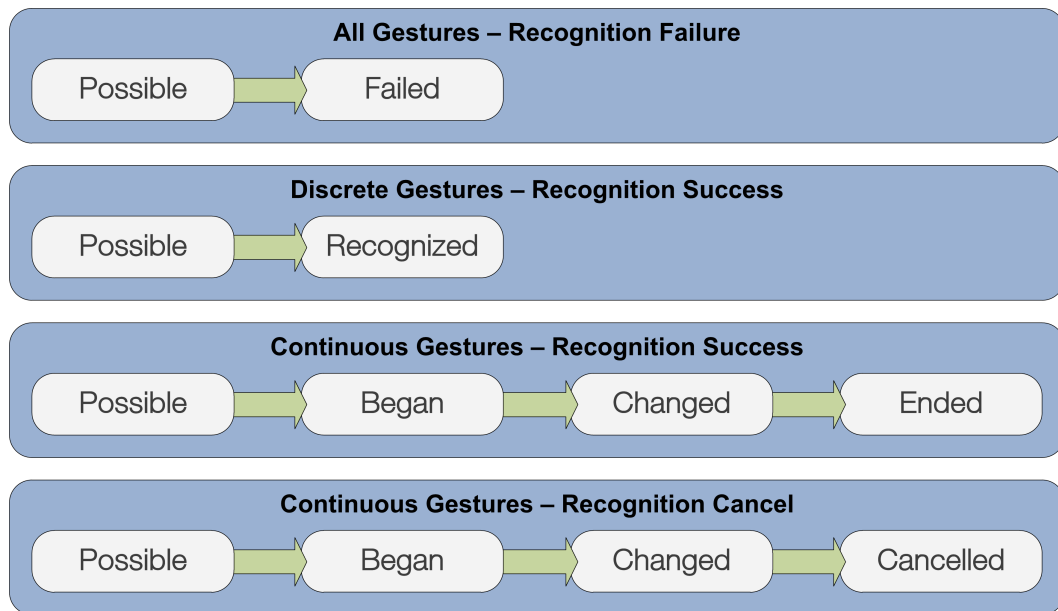 All Gestures – Recognition Failure
Possible Failed
Discrete Gestures – Recognition Success
Possible Recognized
Continuous Gestures – Recognition Success
Possible Began Changed Ended
Continuous Gestures – Recognition Cancel
Possible Began Changed Cancelled